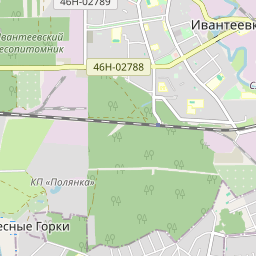 46Н-02789
Ивантеевк
Ивантеевский
лесопитомник
46Н-02788
КП «Полянка»
есные Горки